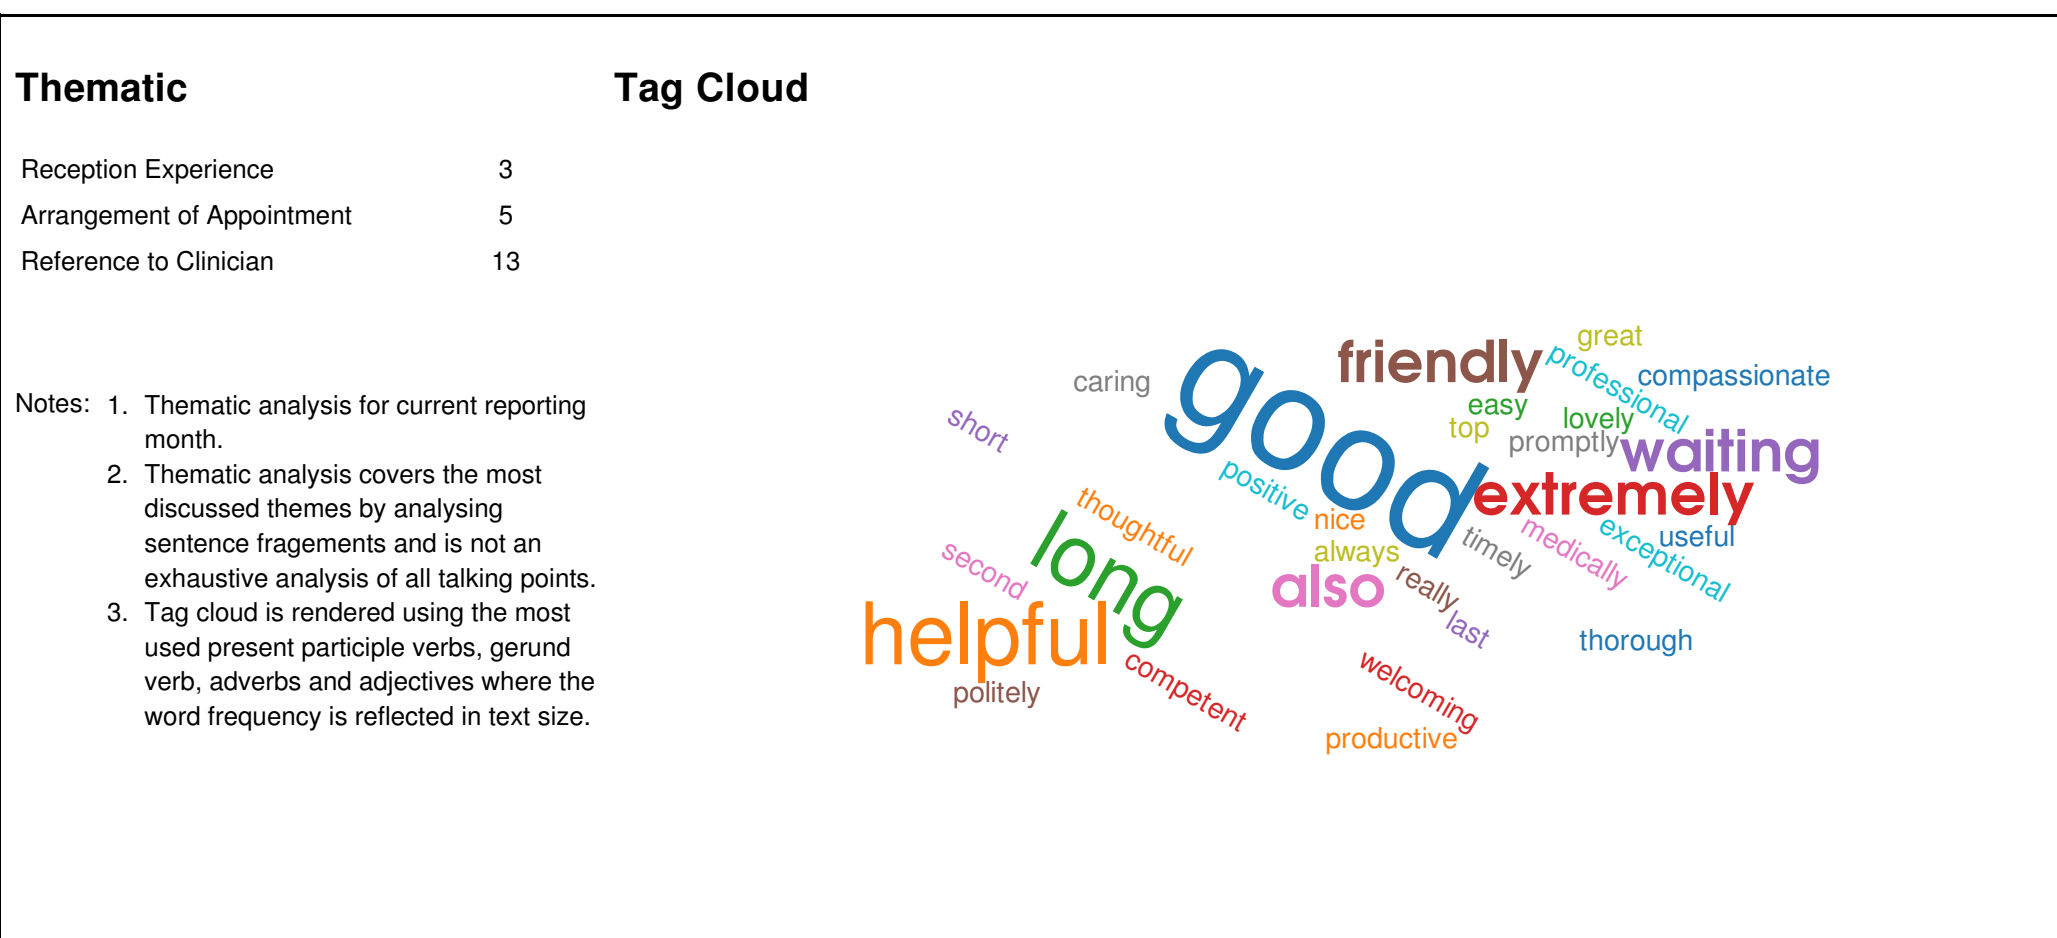 Thematic
Tag Cloud
Reception Experience 3
Arrangement of Appointment 5
Reference to Clinician 13
Notes: 1. Thematic analysis for current reporting
month.
2. Thematic analysis covers the most
discussed themes by analysing
sentence fragements and is not an
exhaustive analysis of all talking points.
3. Tag cloud is rendered using the most
used present participle verbs, gerund
verb, adverbs and adjectives where the
word frequency is reflected in text size.
great
friendly
professional
compassionate
caring
good
easy
lovely
short
top
promptly
waiting
positive
extremely
thoughtful
nice
timely
medically
exceptional
useful
long
always
second
also
really
last
helpful
thorough
politely
competent
welcoming
productive